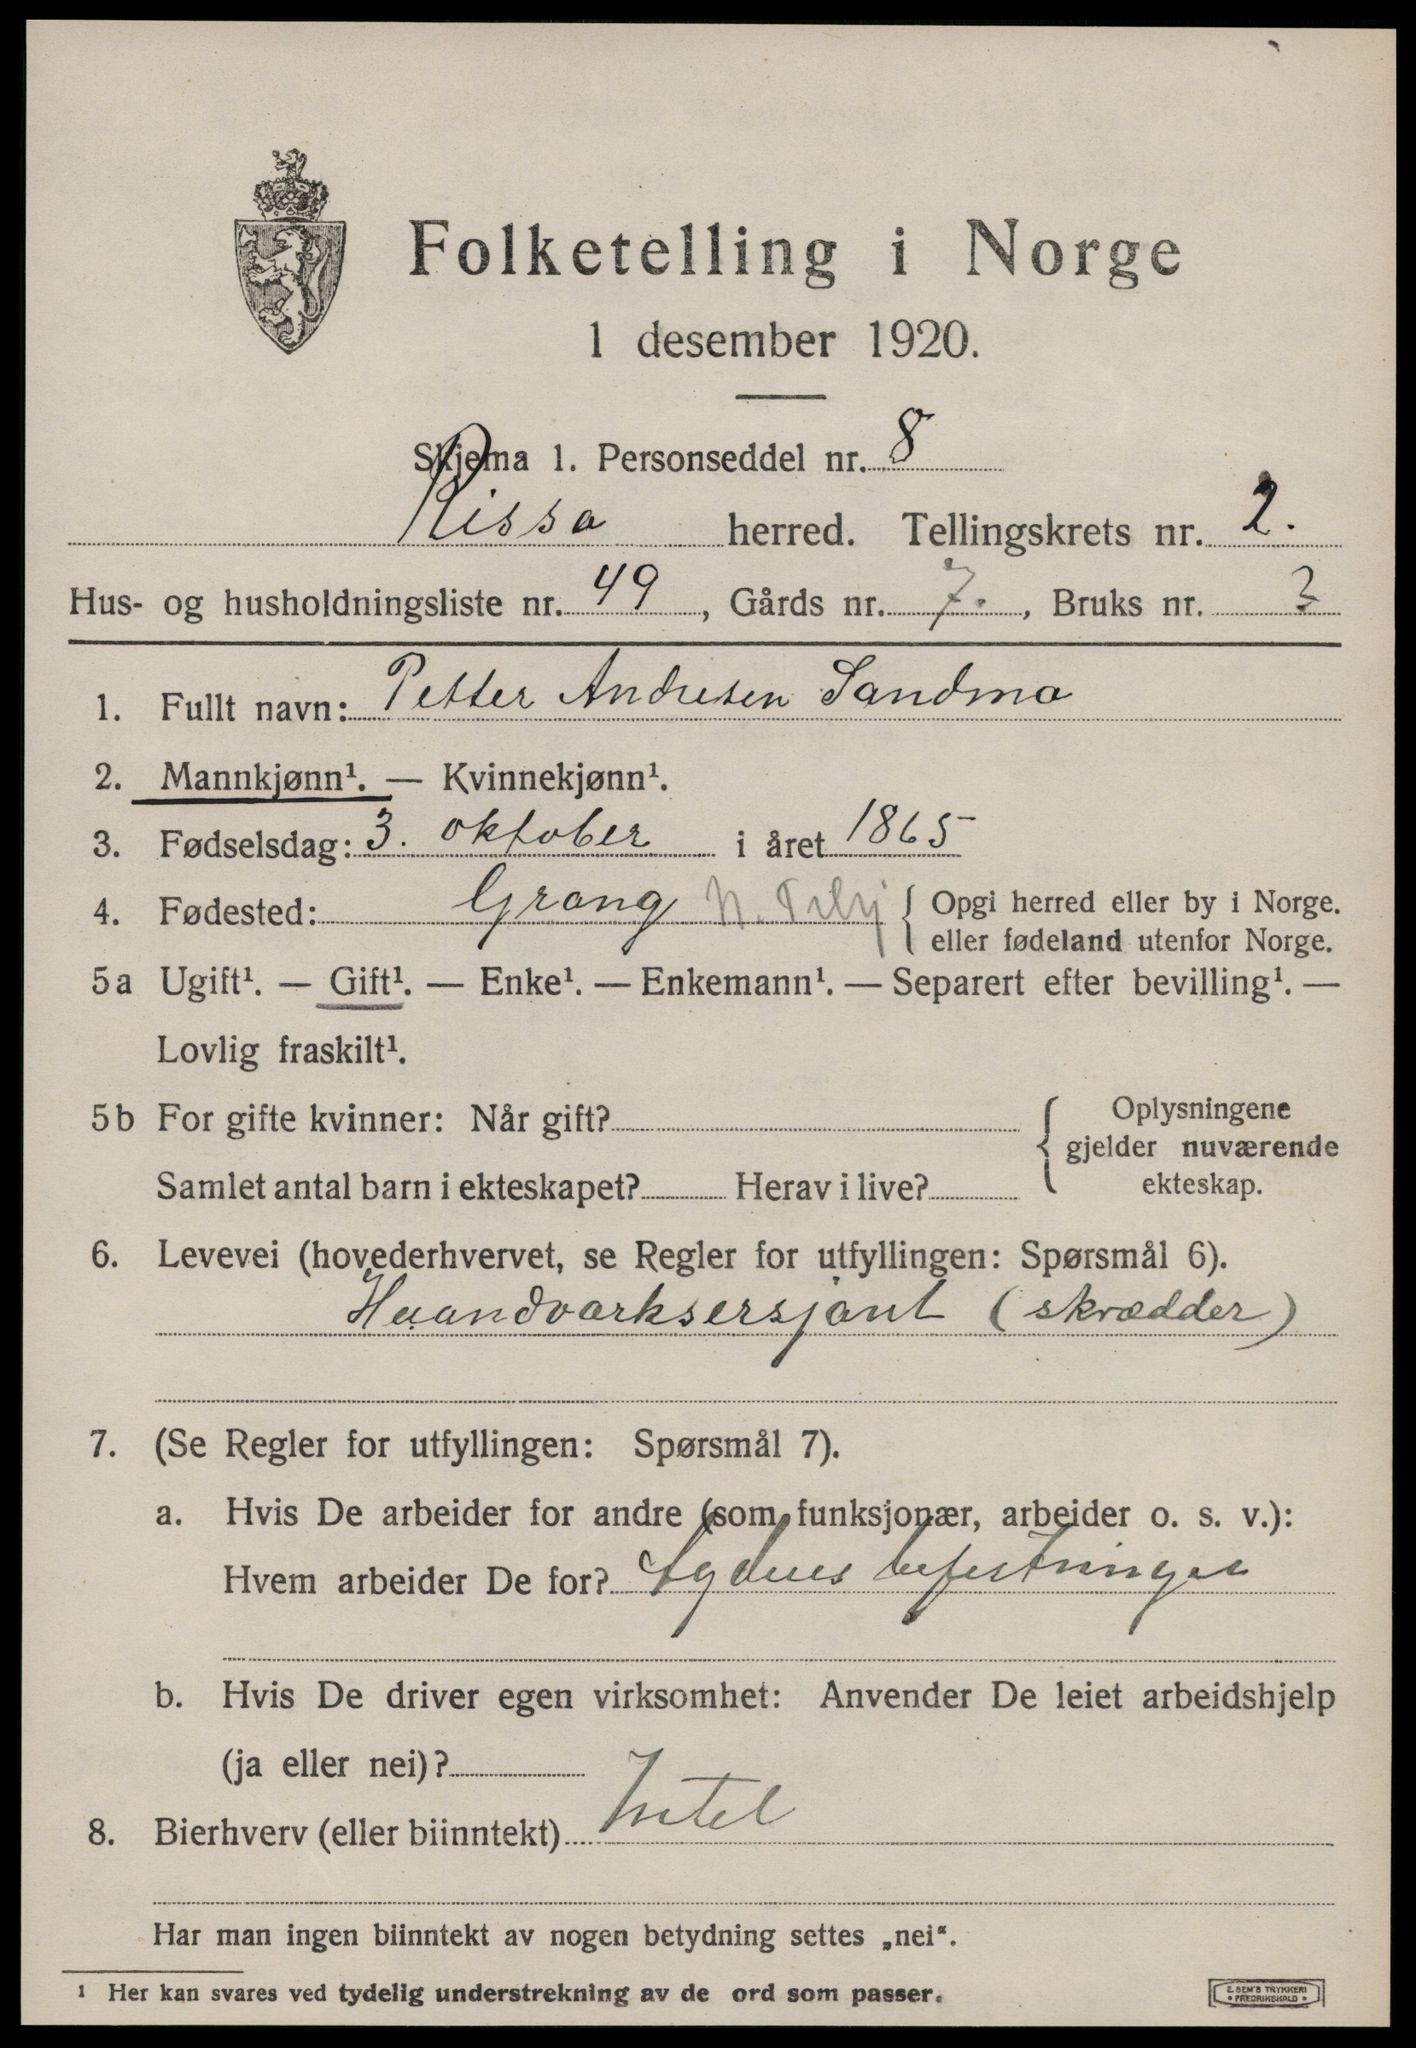 Folketelling i Norge
1 desember 1920.
Skjema 1. Personseddel nr. 8
Rissa herred. Tellingskrets nr. 2.
Hus- og husholdningsliste nr. 49, Gårds nr. 7., Bruks nr. 3
1. Fullt navn: Petter Andresen Sandmo
2. Mannkjønn¹. — Kvinnekjønn¹.
3. Fødselsdag: 3. oktober i året 1865
4. Fødested: Grong N. Trlj { Opgi herred eller by i Norge.
eller fødeland utenfor Norge.
5a Ugift¹. — Gift¹. — Enke¹. — Enkemann¹. — Separert efter bevilling¹. —
Lovlig fraskilt¹.
5b For gifte kvinner: Når gift? { Oplysningene
gjelder nuværende
Samlet antal barn i ekteskapet? Herav i live? ekteskap.
6. Levevei (hovederhvervet, se Regler for utfyllingen: Spørsmål 6).
Haandværksersjant (skrædder)
7. (Se Regler for utfyllingen: Spørsmål 7).
a. Hvis De arbeider for andre (som funksjonær, arbeider o. s. v.):
Hvem arbeider De for? Agdenes befestninger
b. Hvis De driver egen virksomhet: Anvender De leiet arbeidshjelp
(ja eller nei)?
8. Bierhverv (eller biinntekt) Intet
Har man ingen biinntekt av nogen betydning settes „nei“.
1 Her kan svares ved tydelig understrekning av de ord som passer.
E. SEM'S TRYKKERI
• FREDRIKSHALD •